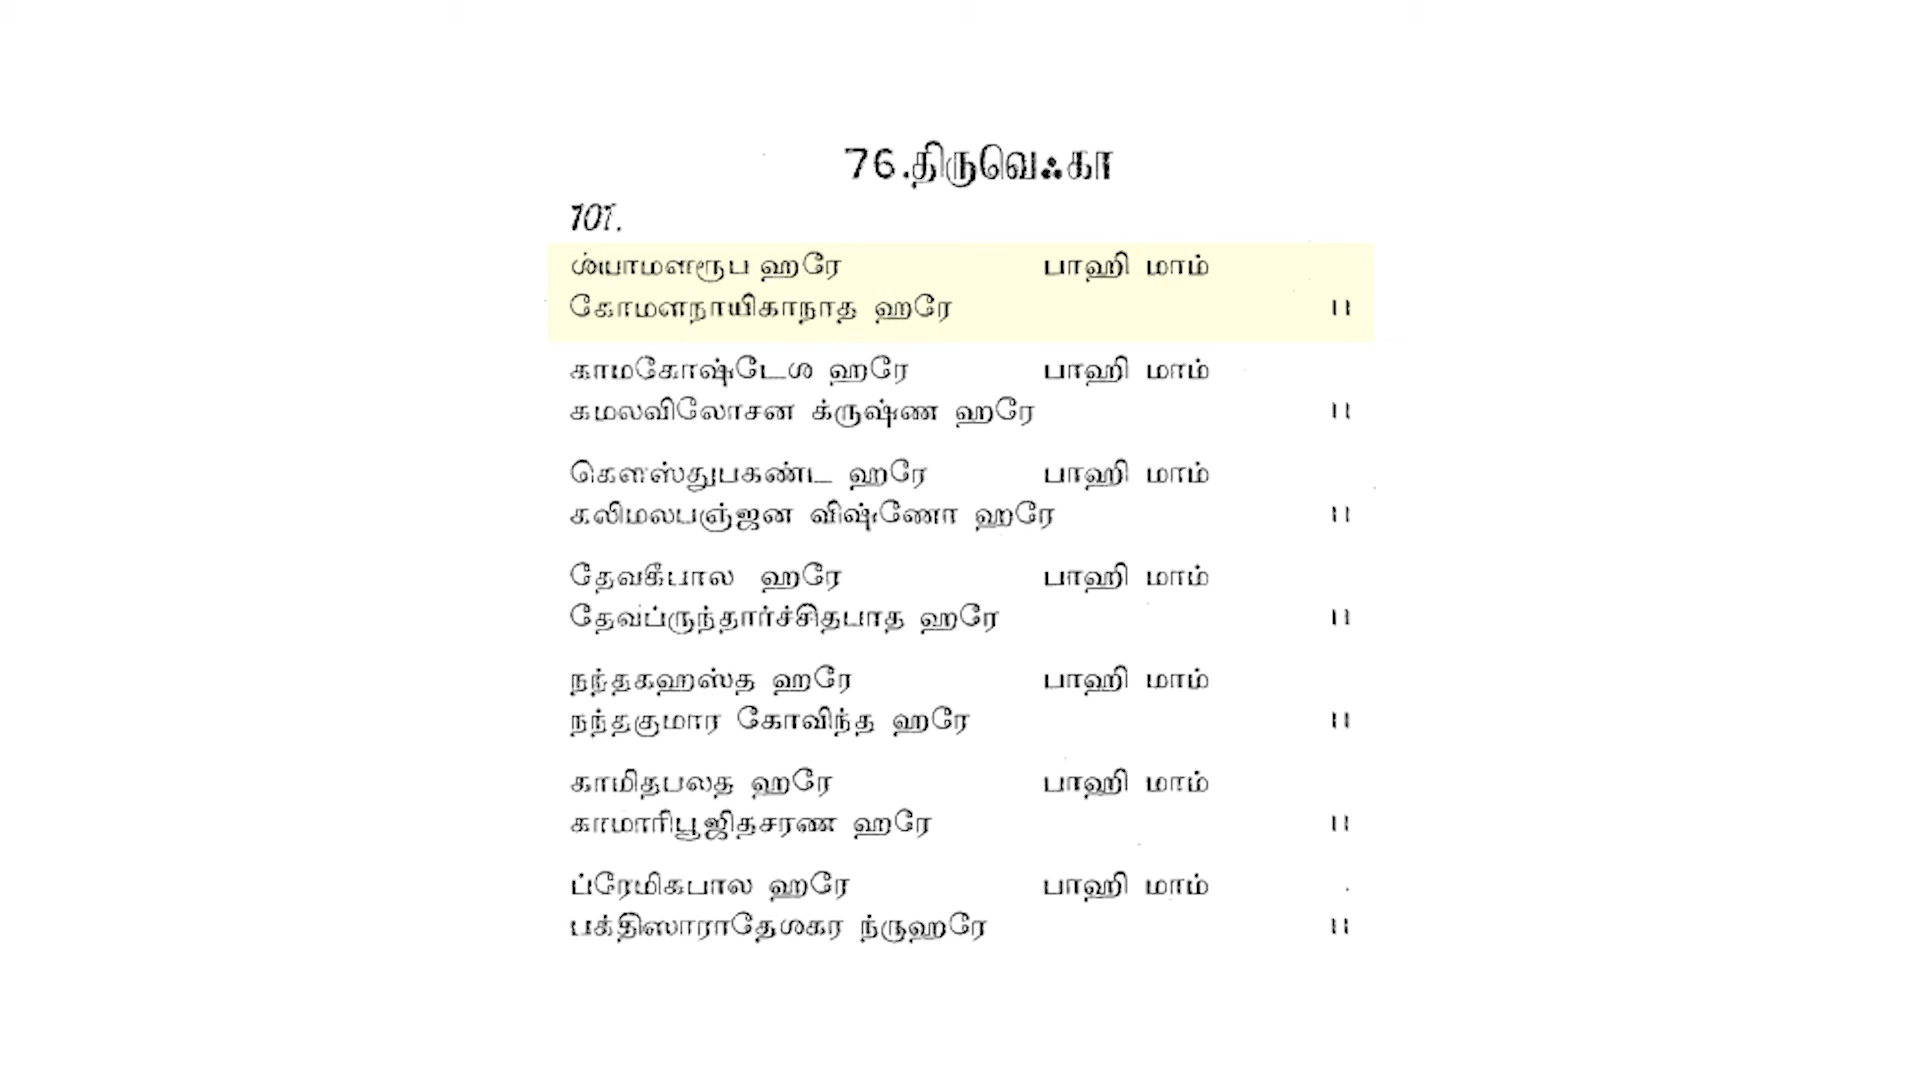 76.திருவெஃகா
101.
ஶ்யாமளரூப ஹரே பாஹி மாம்
கோமளநாயிகாநாத ஹரே ॥
காமகோஷ்டேஶ ஹரே பாஹி மாம்
கமலவிலோசன க்ருஷ்ண ஹரே ॥
கௌஸ்துபகண்ட ஹரே பாஹி மாம்
கலிமலபஞ்ஜன விஷ்ணோ ஹரே ॥
தேவகீபால ஹரே பாஹி மாம்
தேவப்ருந்தார்ச்சிதபாத ஹரே ॥
நந்தகஹஸ்த ஹரே பாஹி மாம்
நந்தகுமார கோவிந்த ஹரே ॥
காமிதபலத ஹரே பாஹி மாம்
காமாரிபூஜிதசரண ஹரே ॥
ப்ரேமிகபால ஹரே பாஹி மாம்
பக்திஸாராதேஶகர ந்ருஹரே ॥